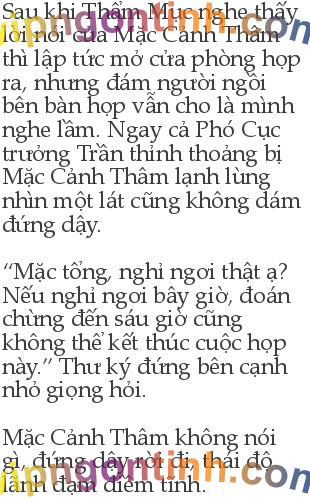 Sau khi Thẩm Mục nghe thấy
lời nói của Mặc Cảnh Thâm
thì lập tức mở cửa phòng họp
ra, nhưng đám người ngồi
bên bàn họp vẫn cho là mình
nghe lầm. Ngay cả Phó Cục
trưởng Trần thỉnh thoảng bị
Mặc Cảnh Thâm lạnh lùng
nhìn một lát cũng không dám
đứng dậy.
“Mặc tổng, nghỉ ngơi thật ạ?
Nếu nghỉ ngơi bây giờ, đoán
chừng đến sáu giờ cũng
không thể kết thúc cuộc họp
này.” Thư ký đứng bên cạnh
nhỏ giọng hỏi.
Mặc Cảnh Thâm không nói
gì, đứng dậy rời đi, thái độ
lãnh đạm điềm tĩnh.
vipngontinh.com
vipngontinh.com